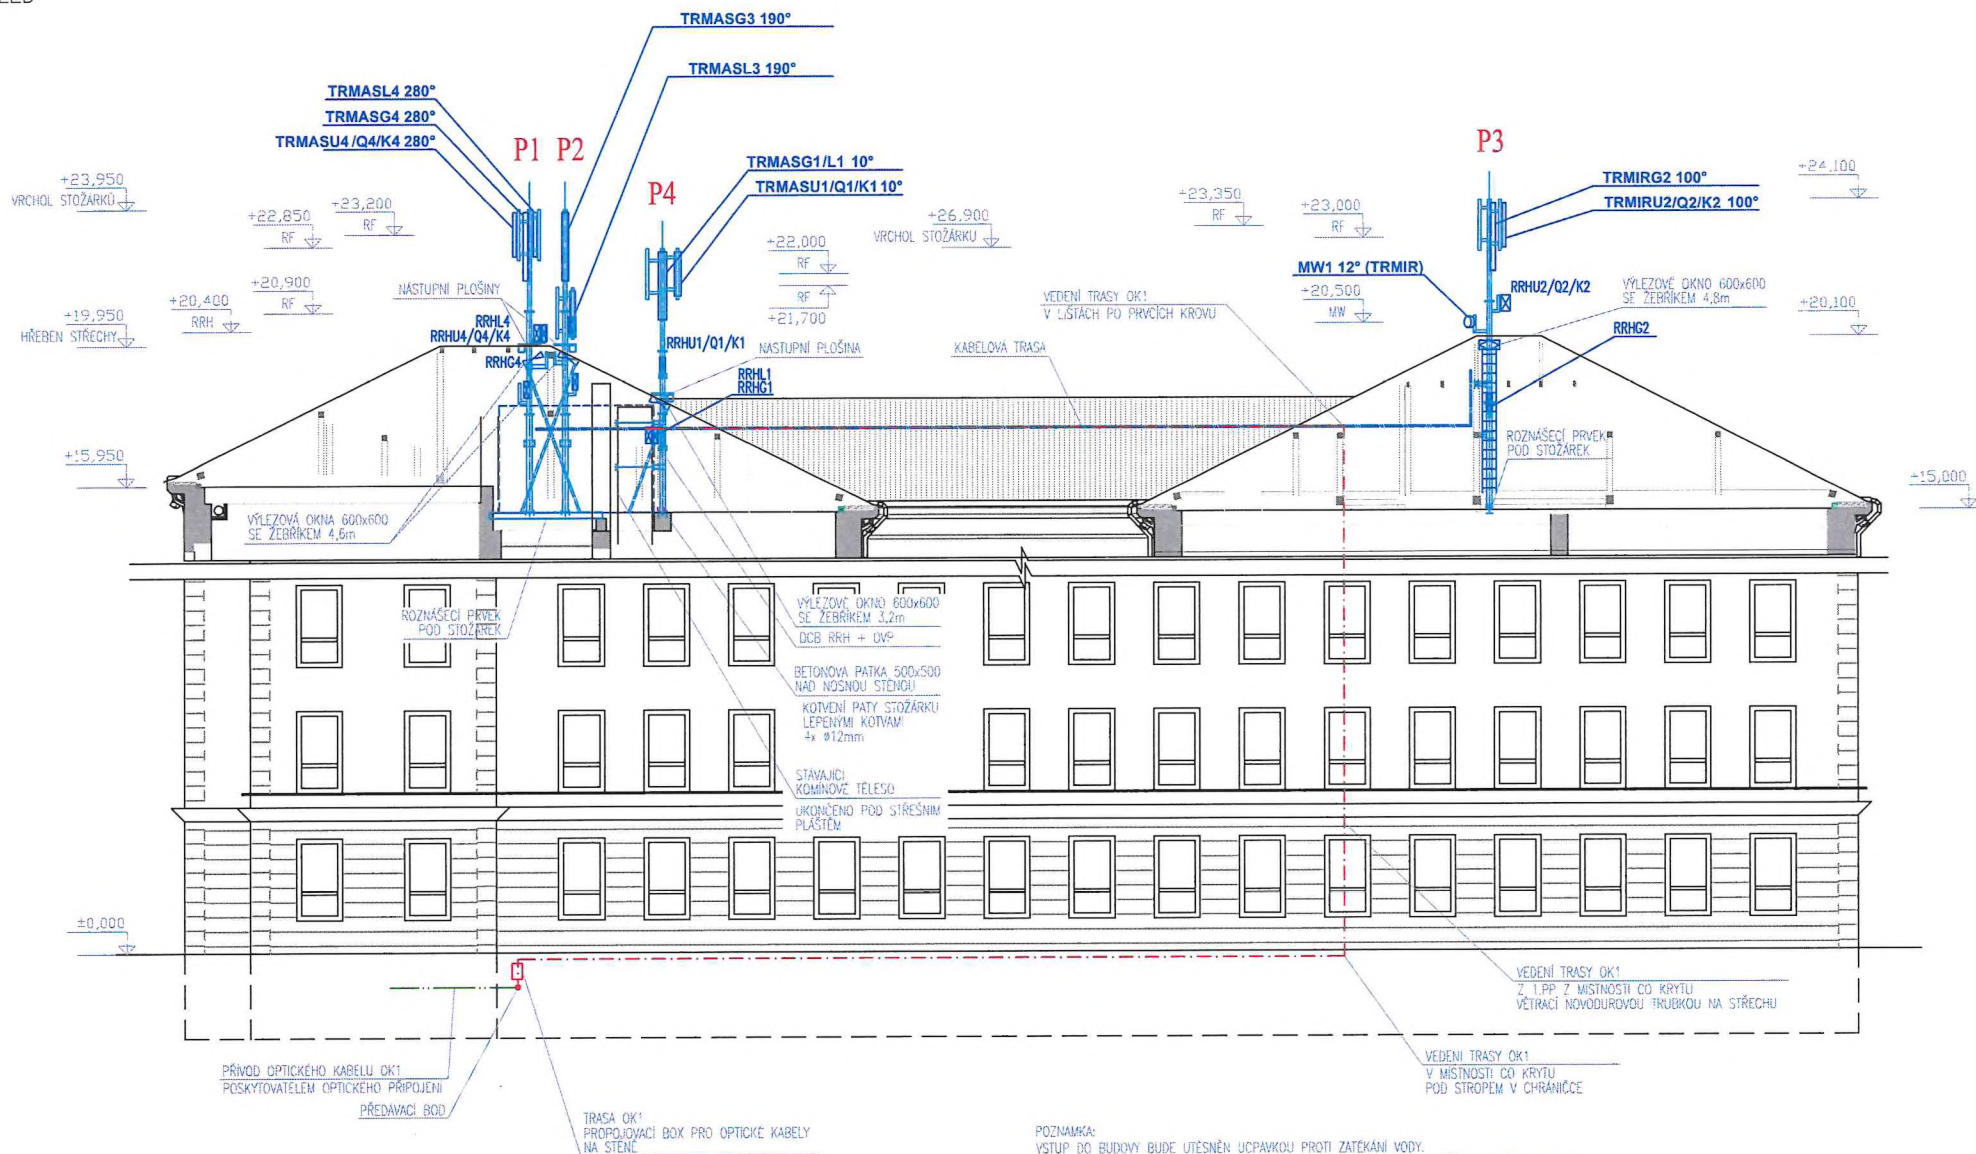 TRMASG3 190°
TRMASL3 190°
TRMASL4 280°
TRMASG4 280°
TRMASU4/Q4/K4 280°
P1
P2
P4
P3
TRMASG1/L1 10°
TRMASU1/Q1/K1 10°
TRMIRG2 100°
TRMIRU2/Q2/K2 100°
MW1 12° (TRMIR)
+23,950
VRCHOL STOŽÁRKŮ
+22,850
RF
+23,200
RF
+20,900
RF
+20,400
RRH
+19,950
HŘEBEN STŘECHY
+15,950
±0,000
+26,900
VRCHOL STOŽÁRKU
+22,000
RF
RF
+21,700
+23,350
RF
+23,000
RF
+20,500
MW
+24,100
+20,100
+15,000
NÁSTUPNÍ PLOŠINY
RRHL4
RRHU4/Q4/K4
RRHG4
RRHU1/Q1/K1
NÁSTUPNÍ PLOŠINA
RRHL1
RRHG1
KABELOVÁ TRASA
VEDENÍ TRASY OK1
V LIŠTÁCH PO PRVCÍCH KROVU
RRHU2/Q2/K2
VÝLEZOVÉ OKNO 600x600
SE ŽEBŘÍKEM 4,8m
RRHG2
ROZNÁŠECÍ PRVEK
POD STOŽÁREK
VÝLEZOVÁ OKNA 600x600
SE ŽEBŘÍKEM 4,6m
ROZNÁŠECÍ PRVEK
POD STOŽÁREK
VÝLEZOVÉ OKNO 600x600
SE ŽEBŘÍKEM 3,2m
DCB RRH + OVP
BETONOVÁ PATKA 500x500
NAD NOSNOU STĚNOU
KOTVENÍ PATY STOŽÁRKU
LEPENÝMI KOTVAMI
4x ø12mm
STÁVAJÍCÍ
KOMÍNOVÉ TĚLESO
UKONČENO POD STŘEŠNÍM
PLÁŠTĚM
VEDENÍ TRASY OK1
Z 1.PP Z MÍSTNOSTI CO KRYTU
VĚTRACÍ NOVODUROVOU TRUBKOU NA STŘECHU
VEDENÍ TRASY OK1
V MÍSTNOSTI CO KRYTU
POD STROPEM V CHRÁNIČCE
PŘÍVOD OPTICKÉHO KABELU OK1
POSKYTOVATELEM OPTICKÉHO PŘIPOJENÍ
PŘEDÁVACÍ BOD
TRASA OK1
PROPOJOVACÍ BOX PRO OPTICKÉ KABELY
NA STĚNĚ
POZNÁMKA:
VSTUP DO BUDOVY BUDE UTĚSNĚN UCPÁVKOU PROTI ZATÉKÁNÍ VODY.